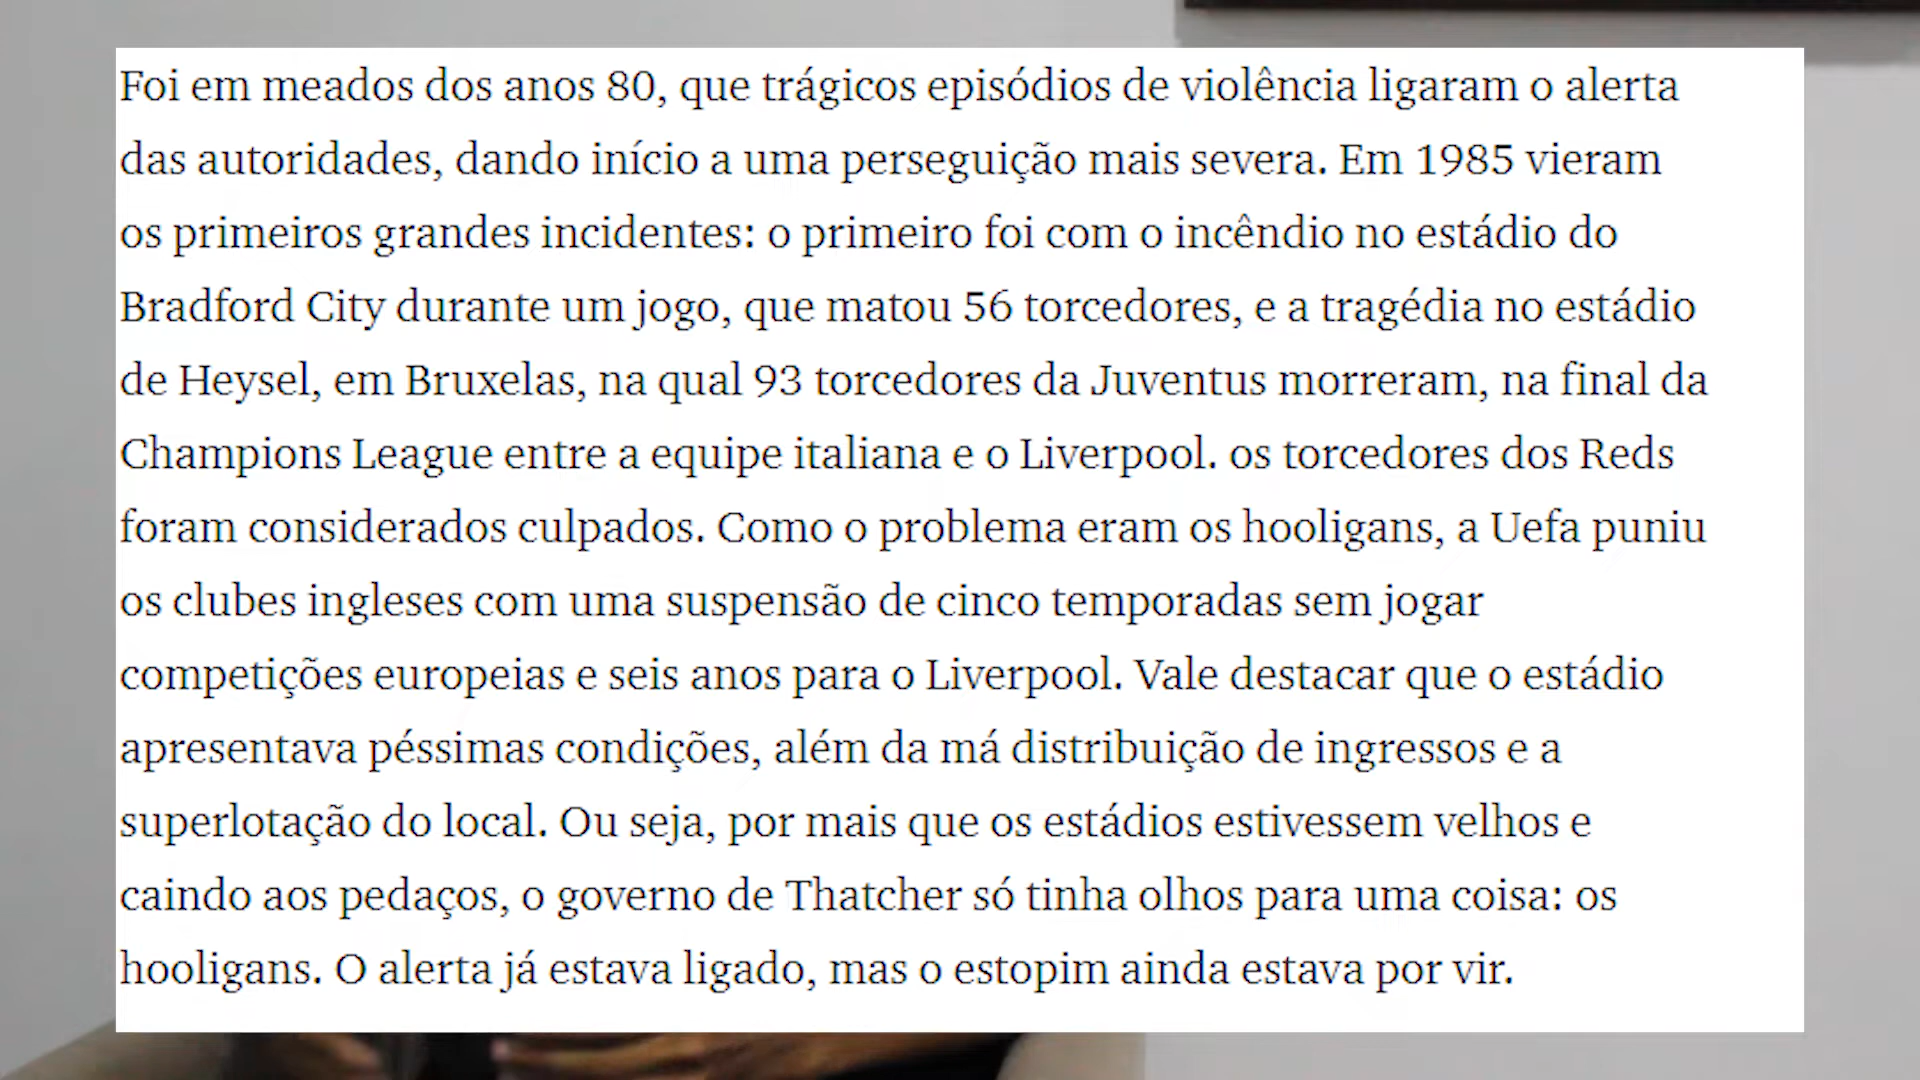 Foi em meados dos anos 80, que trágicos episódios de violência ligaram o alerta
das autoridades, dando início a uma perseguição mais severa. Em 1985 vieram
os primeiros grandes incidentes: o primeiro foi com o incêndio no estádio do
Bradford City durante um jogo, que matou 56 torcedores, e a tragédia no estádio
de Heysel, em Bruxelas, na qual 93 torcedores da Juventus morreram, na final da
Champions League entre a equipe italiana e o Liverpool. os torcedores dos Reds
foram considerados culpados. Como o problema eram os hooligans, a Uefa puniu
os clubes ingleses com uma suspensão de cinco temporadas sem jogar
competições europeias e seis anos para o Liverpool. Vale destacar que o estádio
apresentava péssimas condições, além da má distribuição de ingressos e a
superlotação do local. Ou seja, por mais que os estádios estivessem velhos e
caindo aos pedaços, o governo de Thatcher só tinha olhos para uma coisa: os
hooligans. O alerta já estava ligado, mas o estopim ainda estava por vir.